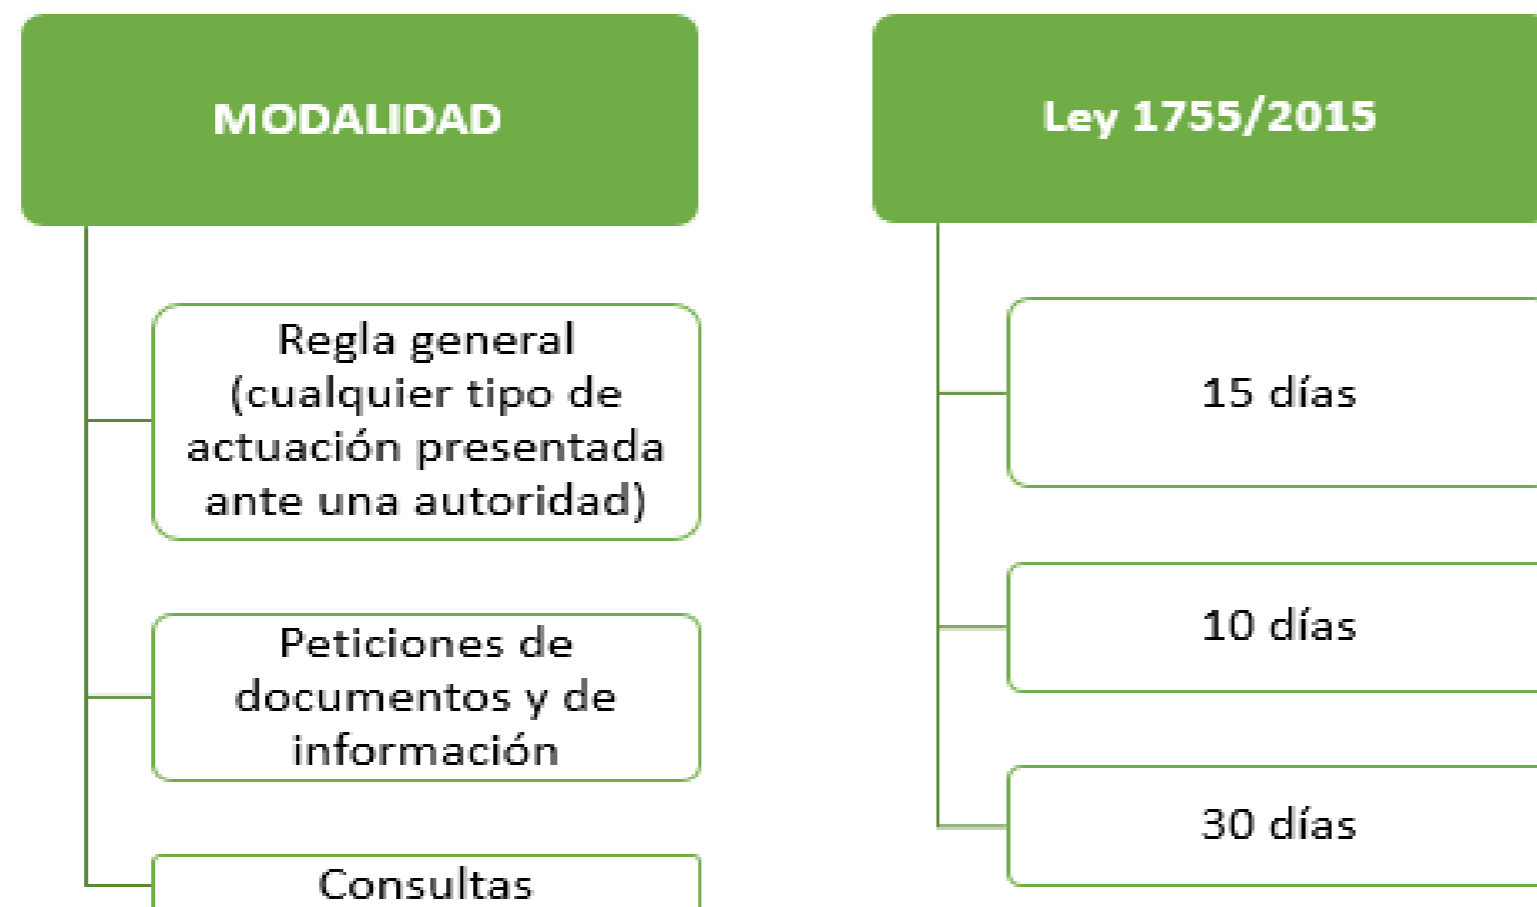 MODALIDAD
Regla general
(cualquier tipo de
actuación presentada
ante una autoridad)
Peticiones de
documentos y de
información
Consultas
Ley 1755/2015
15 días
10 días
30 días